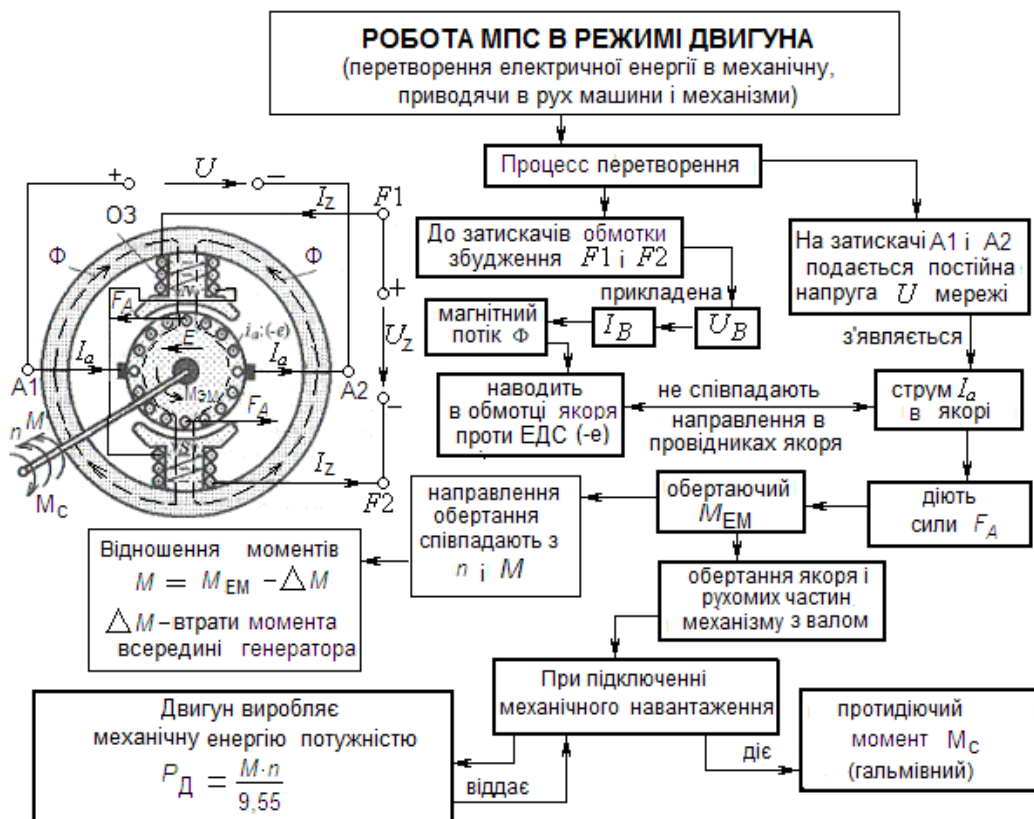 РОБОТА МПС В РЕЖИМІ ДВИГУНА
(перетворення електричної енергії в механічну,
приводячи в рух машини і механізми)
Процесс перетворення
До затискачів обмотки
збудження F1 і F2
На затискачі A1 і A2
подається постійна
напруга U мережі
прикладена
U_B
I_B
магнітний
потік Ф
з'являється
наводить
в обмотці якоря
проти ЕДС (-е)
не співпадають
направлення в
провідниках якоря
струм I_a
в якорі
діють
сили F_A
обертаючий
M_EM
направлення
обертання
співпадають з
n і M
Відношення моментів
M = M_EM − △M
△M – втрати момента
всередині генератора
обертання якоря і
рухомих частин
механізму з валом
При підключенні
механічного навантаження
Двигун виробляє
механічну енергію потужністю
P_Д = M·n / 9,55
віддає
діє
протидіючий
момент M_C
(гальмівний)
+ U −
I_z F1
ОЗ
Ф Ф
N
F_A
i_a:(-e)
+
E
U_z
I_a I_a
A1 A2
M_ЭМ
−
F_A
n M
S
I_z
M_C
F2